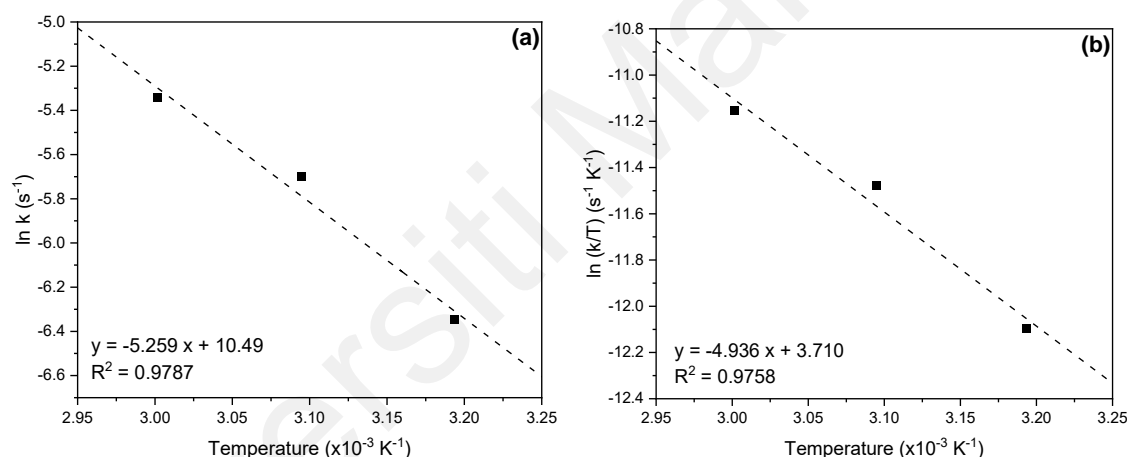 (a)
-5.0
-5.2
-5.4
-5.6
-5.8
-6.0
-6.2
-6.4
-6.6
ln k (s⁻¹)
y = -5.259 x + 10.49
R² = 0.9787
2.95 3.00 3.05 3.10 3.15 3.20 3.25
Temperature (x10⁻³ K⁻¹)
(b)
-10.8
-11.0
-11.2
-11.4
-11.6
-11.8
-12.0
-12.2
-12.4
ln (k/T) (s⁻¹ K⁻¹)
y = -4.936 x + 3.710
R² = 0.9758
2.95 3.00 3.05 3.10 3.15 3.20 3.25
Temperature (x10⁻³ K⁻¹)
ersiti Ma